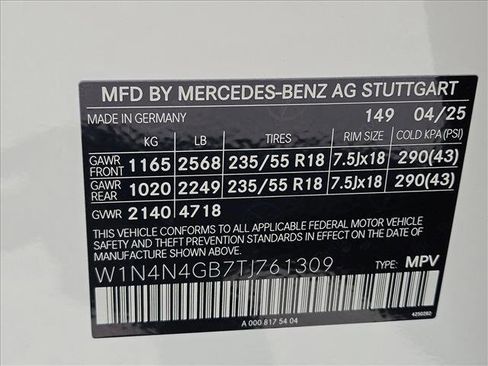 MFD BY MERCEDES-BENZ AG STUTTGART
MADE IN GERMANY 149 04/25
KG LB TIRES RIM SIZE COLD KPA (PSI)
GAWR FRONT 1165 2568 235/55 R18 7.5Jx18 290(43)
GAWR REAR 1020 2249 235/55 R18 7.5Jx18 290(43)
GVWR 2140 4718
THIS VEHICLE CONFORMS TO ALL APPLICABLE FEDERAL MOTOR VEHICLE
SAFETY AND THEFT PREVENTION STANDARDS IN EFFECT ON
THE DATE OF MANUFACTURE SHOWN ABOVE.
W1N4N4GB7TJ761309 TYPE: MPV
A 000 817 54 04